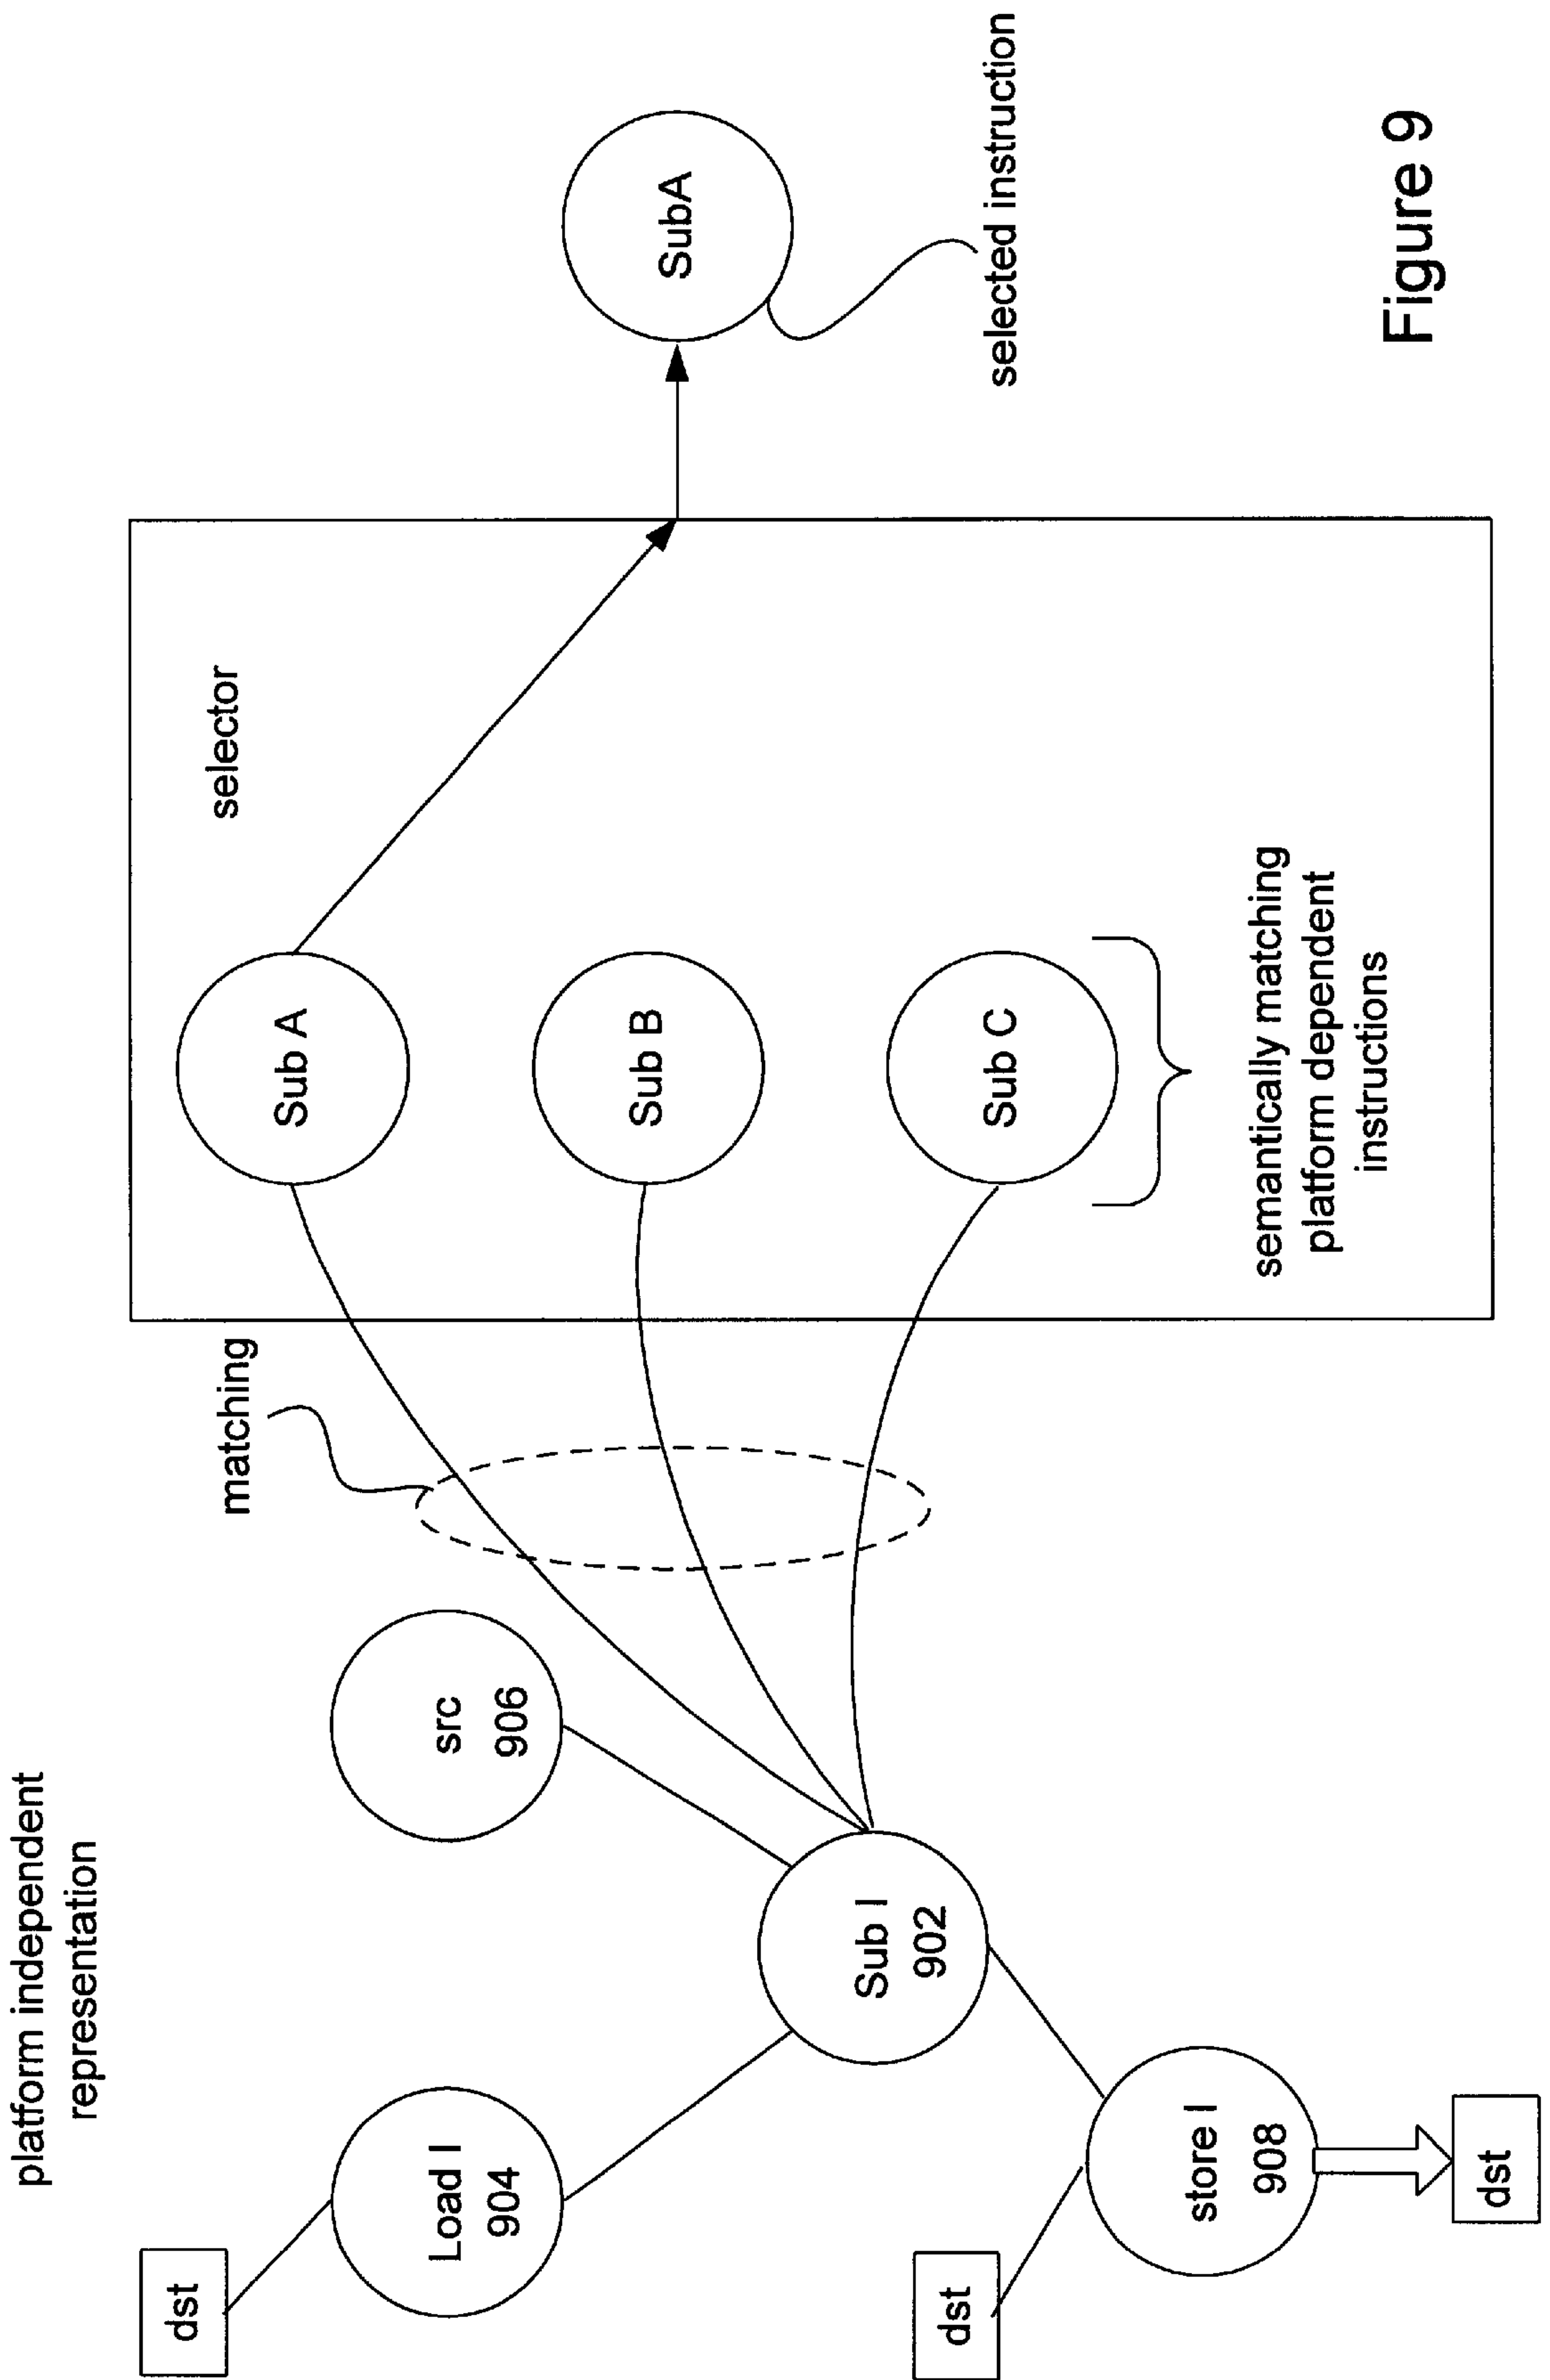 platform independent
representation
dst
Load I
904
src
906
Sub I
902
dst
store I
908
dst
matching
selector
Sub A
Sub B
Sub C
semantically matching
platform dependent
instructions
SubA
selected instruction
Figure 9